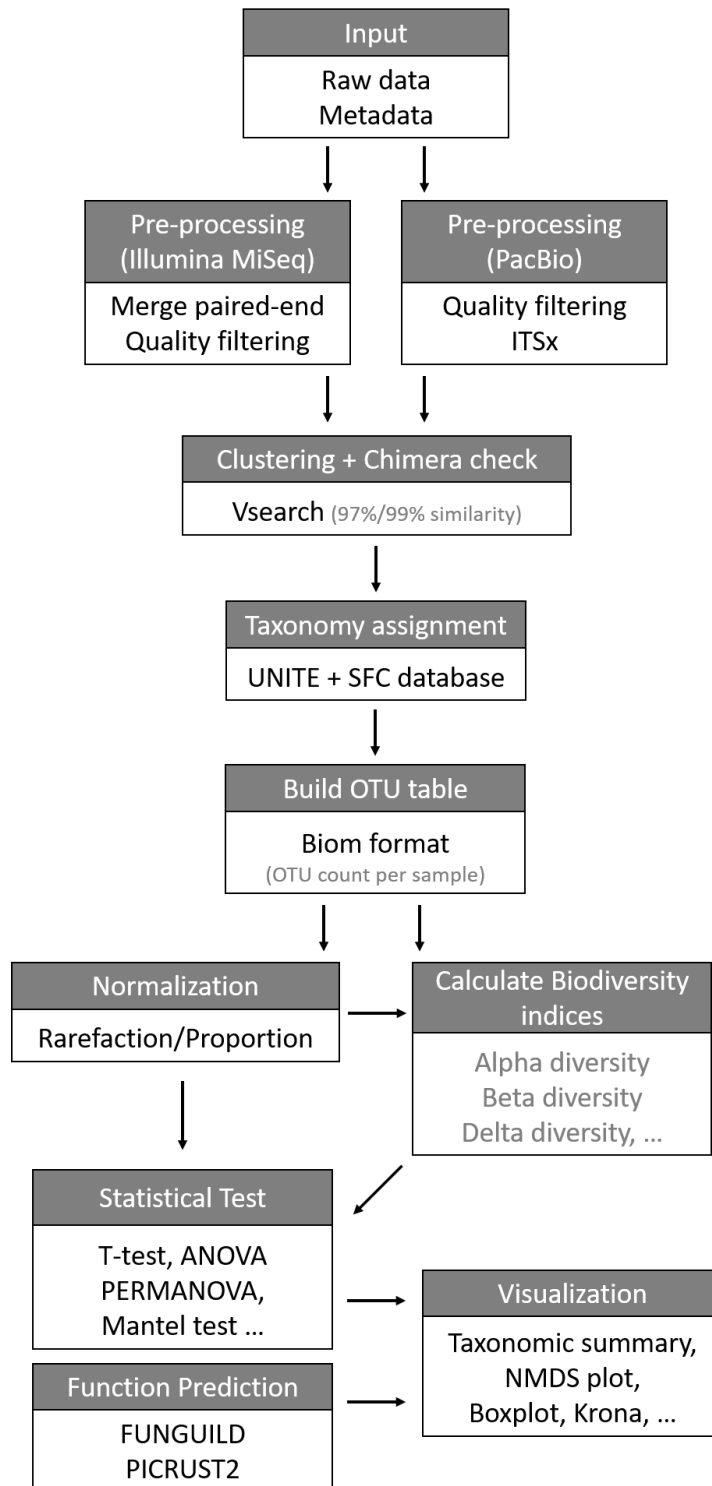 Input
Raw data
Metadata
Pre-processing
(Illumina MiSeq)
Merge paired-end
Quality filtering
Pre-processing
(PacBio)
Quality filtering
ITSx
Clustering + Chimera check
Vsearch (97%/99% similarity)
Taxonomy assignment
UNITE + SFC database
Build OTU table
Biom format
(OTU count per sample)
Normalization
Rarefaction/Proportion
Calculate Biodiversity
indices
Alpha diversity
Beta diversity
Delta diversity, ...
Statistical Test
T-test, ANOVA
PERMANOVA,
Mantel test ...
Visualization
Taxonomic summary,
NMDS plot,
Boxplot, Krona, ...
Function Prediction
FUNGUILD
PICRUST2